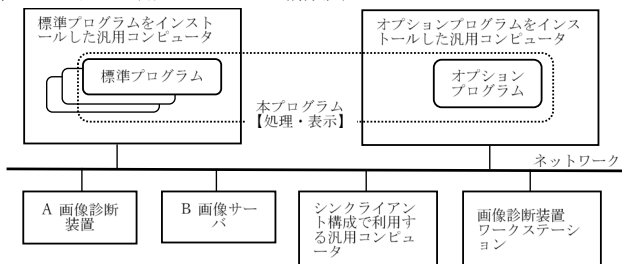 標準プログラムをインスト
ールした汎用コンピュータ
標準プログラム
オプションプログラムをインス
トールした汎用コンピュータ
オプション
プログラム
本プログラム
【処理・表示】
ネットワーク
A 画像診断
装置
B 画像サー
バ
シンクライアン
ト構成で利用す
る汎用コンピュ
ータ
画像診断装置
ワークステーシ
ョン